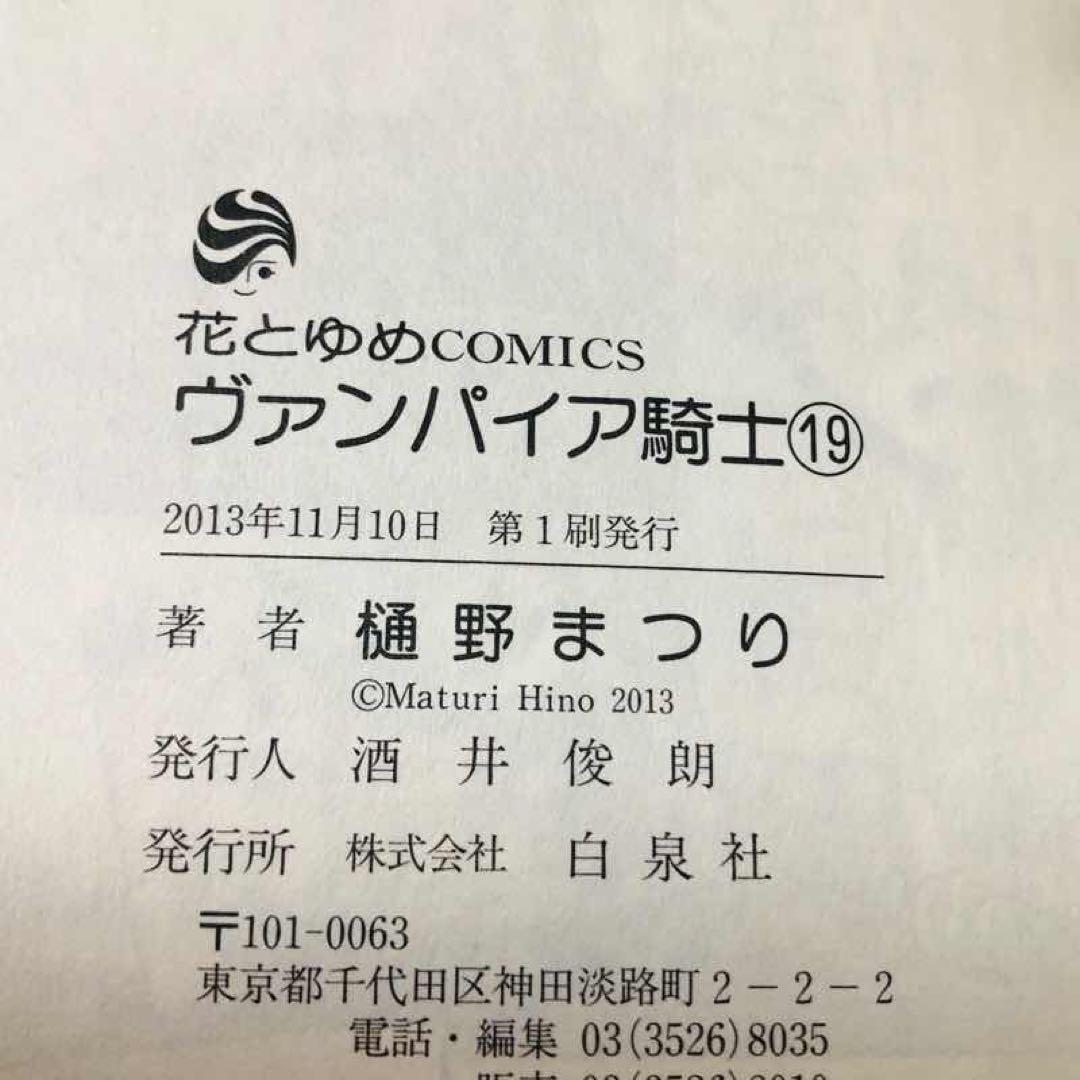 花とゆめCOMICS
ヴァンパイア騎士⑲
2013年11月10日 第1刷発行
著 者 樋野まつり
©Maturi Hino 2013
発行人 酒井俊朗
発行所 株式会社 白泉社
〒101-0063
東京都千代田区神田淡路町2-2-2
電話・編集 03(3526)8035